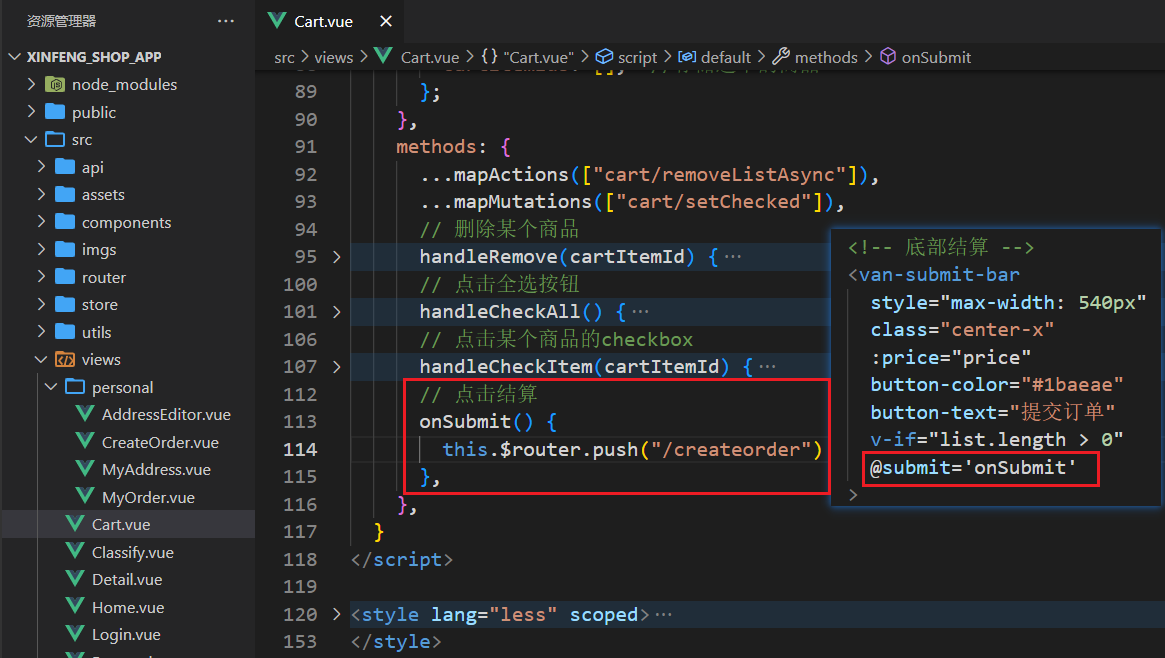 资源管理器
···
XINFENG_SHOP_APP
node_modules
public
src
api
assets
components
imgs
router
store
utils
views
personal
AddressEditor.vue
CreateOrder.vue
MyAddress.vue
MyOrder.vue
Cart.vue
Classify.vue
Detail.vue
Home.vue
Login.vue
Cart.vue ×
src > views > Cart.vue > {} "Cart.vue" > script > default > methods > onSubmit
89 };
90 },
91 methods: {
92 ...mapActions(["cart/removeListAsync"]),
93 ...mapMutations(["cart/setChecked"]),
94 // 删除某个商品
95 > handleRemove(cartItemId) {···
100 // 点击全选按钮
101 > handleCheckAll() {···
106 // 点击某个商品的checkbox
107 > handleCheckItem(cartItemId) {···
112 // 点击结算
113 onSubmit() {
114 this.$router.push("/createorder")
115 },
116 },
117 }
118 </script>
119
120 > <style lang="less" scoped>···
153 </style>
<!-- 底部结算 -->
<van-submit-bar
style="max-width: 540px"
class="center-x"
:price="price"
button-color="#1baeae"
button-text="提交订单"
v-if="list.length > 0"
@submit='onSubmit'
>